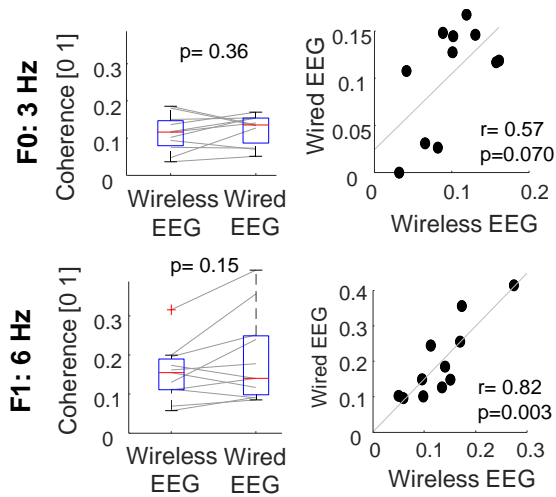 F0: 3 Hz
Coherence [0 1]
0.3
0.2
0.1
0
p= 0.36
Wireless Wired
EEG EEG
Wired EEG
0.15
0.05
0
r= 0.57
p=0.070
0 0.1 0.2
Wireless EEG
F1: 6 Hz
Coherence [0 1]
0.3
0.2
0.1
0
p= 0.15
Wireless Wired
EEG EEG
Wired EEG
0.4
0.3
0.2
0.1
0
r= 0.82
p=0.003
0 0.1 0.2 0.3
Wireless EEG